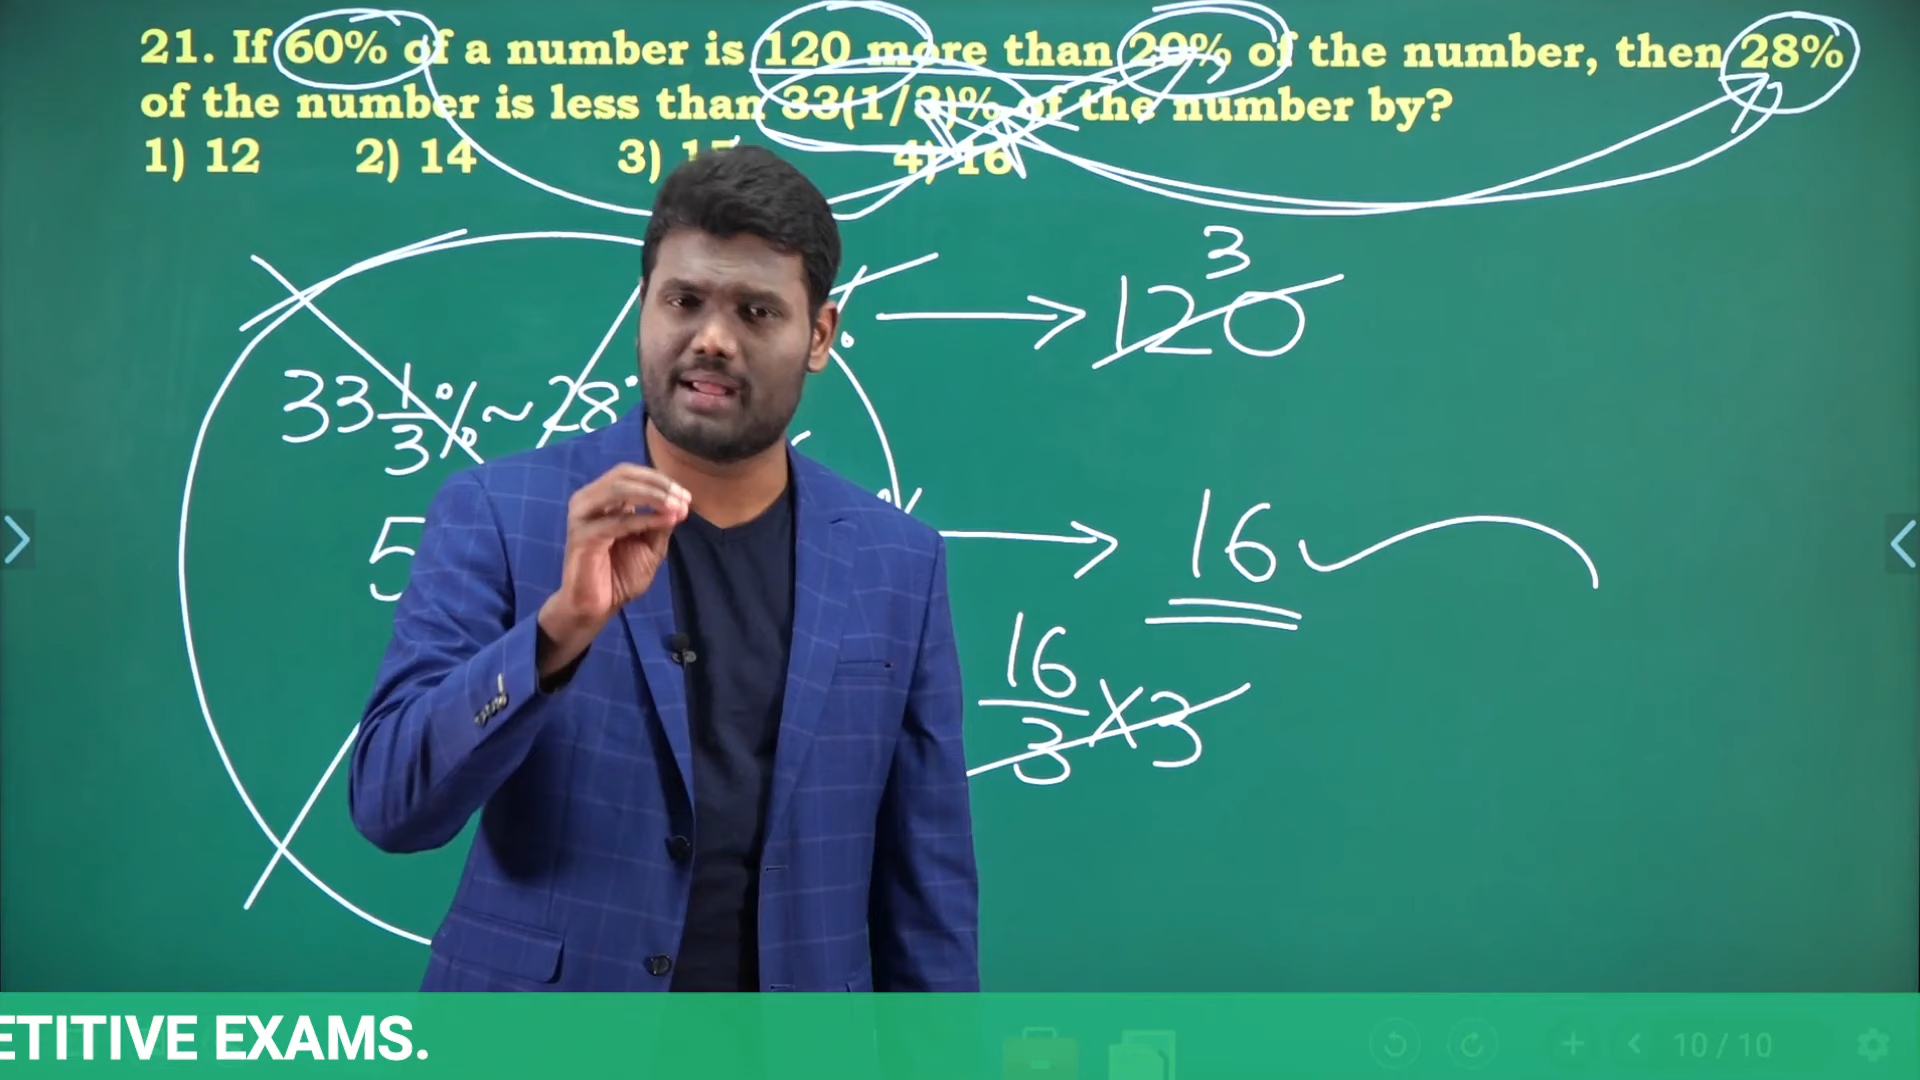 21. If 60% of a number is 120 more than 20% of the number, then 28%
of the number is less than 33(1/3)% of the number by?
1) 12 2) 14 3) 15 4) 16
3
120
33 1/3 % ~ 28
5
16
16/3 × 3
ETITIVE EXAMS.
10 / 10